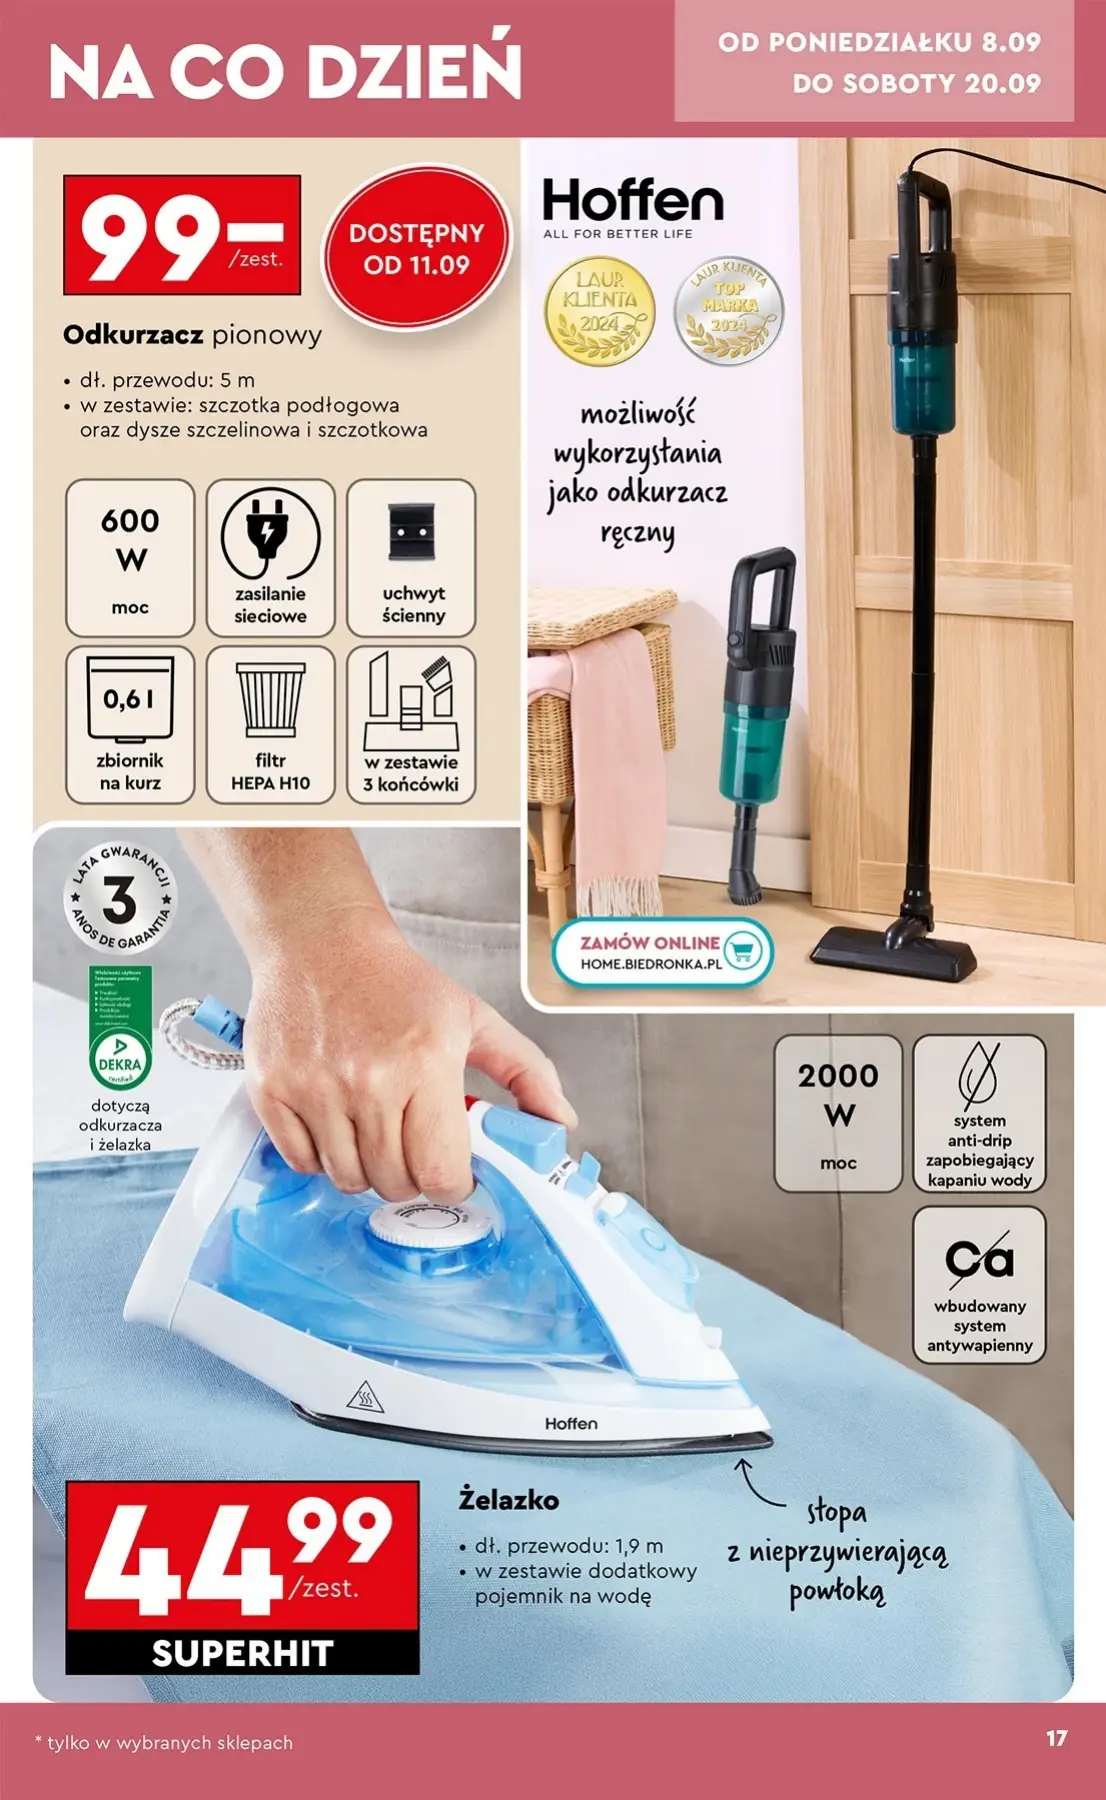 NA CO DZIEŃ
OD PONIEDZIAŁKU 8.09
DO SOBOTY 20.09
99.–
/zest.
DOSTĘPNY
OD 11.09
Odkurzacz pionowy
• dł. przewodu: 5 m
• w zestawie: szczotka podłogowa
oraz dysze szczelinowa i szczotkowa
600
W
moc
zasilanie
sieciowe
uchwyt
ścienny
0,6 l
zbiornik
na kurz
filtr
HEPA H10
w zestawie
3 końcówki
Hoffen
ALL FOR BETTER LIFE
LAUR
KLIENTA
2024
LAUR KLIENTA
TOP
MARKA
2024
możliwość
wykorzystania
jako odkurzacz
ręczny
Hoffen
Hoffen
ZAMÓW ONLINE
HOME.BIEDRONKA.PL
LATA GWARANCJI
3
ANOS DE GARANTIA
DEKRA
certified
dotyczą
odkurzacza
i żelazka
2000
W
moc
system
anti-drip
zapobiegający
kapaniu wody
Ca
wbudowany
system
antywapienny
Hoffen
44 99
/zest.
SUPERHIT
Żelazko
• dł. przewodu: 1,9 m
• w zestawie dodatkowy
pojemnik na wodę
stopa
z nieprzywierającą
powłoką
* tylko w wybranych sklepach
17